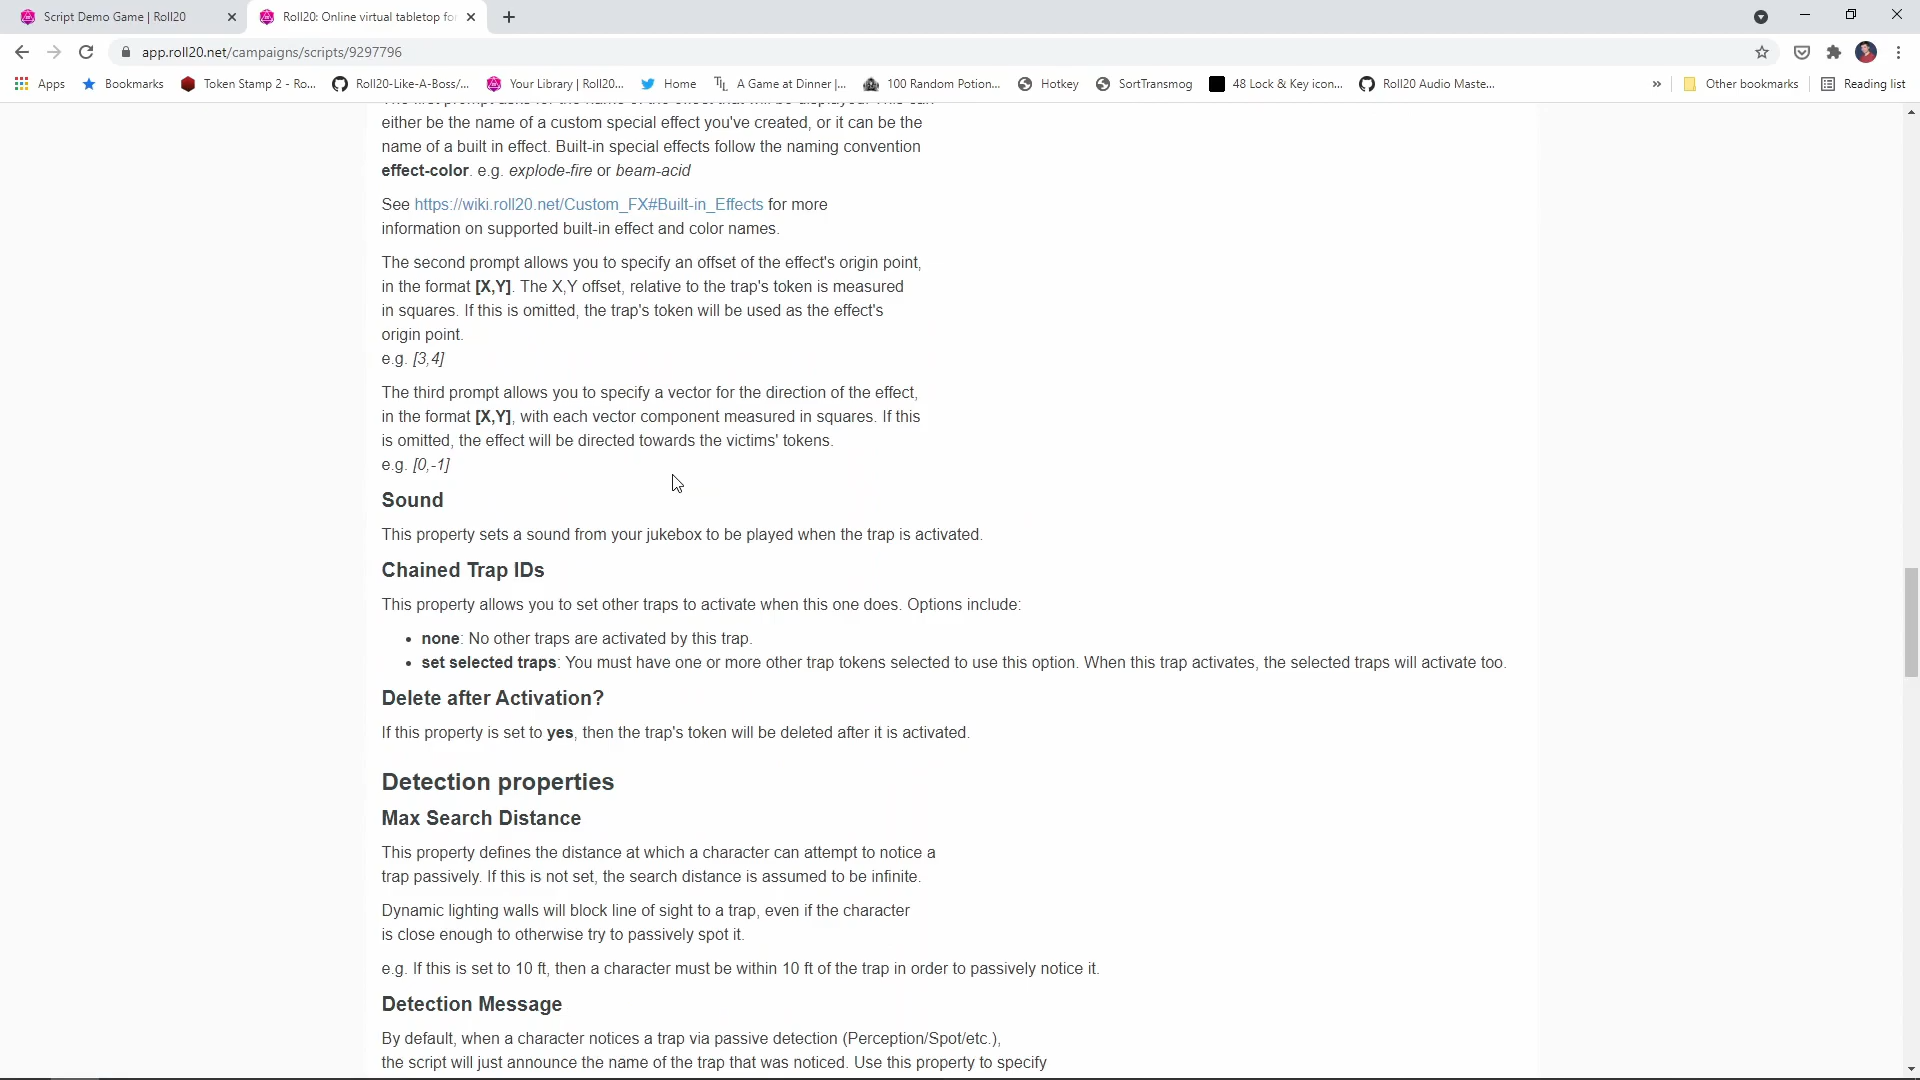 Script Demo Game | Roll20
Roll20: Online virtual tabletop for
app.roll20.net/campaigns/scripts/9297796
Apps Bookmarks Token Stamp 2 - Ro... Roll20-Like-A-Boss/... Your Library | Roll20... Home TL A Game at Dinner |... 100 Random Potion... Hotkey SortTransmog 48 Lock & Key icon... Roll20 Audio Maste... » Other bookmarks Reading list
The first prompt asks for the name of the effect that will be displayed. This can
either be the name of a custom special effect you've created, or it can be the
name of a built in effect. Built-in special effects follow the naming convention
effect-color. e.g. explode-fire or beam-acid
See https://wiki.roll20.net/Custom_FX#Built-in_Effects for more
information on supported built-in effect and color names.
The second prompt allows you to specify an offset of the effect's origin point,
in the format [X,Y]. The X,Y offset, relative to the trap's token is measured
in squares. If this is omitted, the trap's token will be used as the effect's
origin point.
e.g. [3,4]
The third prompt allows you to specify a vector for the direction of the effect,
in the format [X,Y], with each vector component measured in squares. If this
is omitted, the effect will be directed towards the victims' tokens.
e.g. [0,-1]
Sound
This property sets a sound from your jukebox to be played when the trap is activated.
Chained Trap IDs
This property allows you to set other traps to activate when this one does. Options include:
• none: No other traps are activated by this trap.
• set selected traps: You must have one or more other trap tokens selected to use this option. When this trap activates, the selected traps will activate too.
Delete after Activation?
If this property is set to yes, then the trap's token will be deleted after it is activated.
Detection properties
Max Search Distance
This property defines the distance at which a character can attempt to notice a
trap passively. If this is not set, the search distance is assumed to be infinite.
Dynamic lighting walls will block line of sight to a trap, even if the character
is close enough to otherwise try to passively spot it.
e.g. If this is set to 10 ft, then a character must be within 10 ft of the trap in order to passively notice it.
Detection Message
By default, when a character notices a trap via passive detection (Perception/Spot/etc.),
the script will just announce the name of the trap that was noticed. Use this property to specify